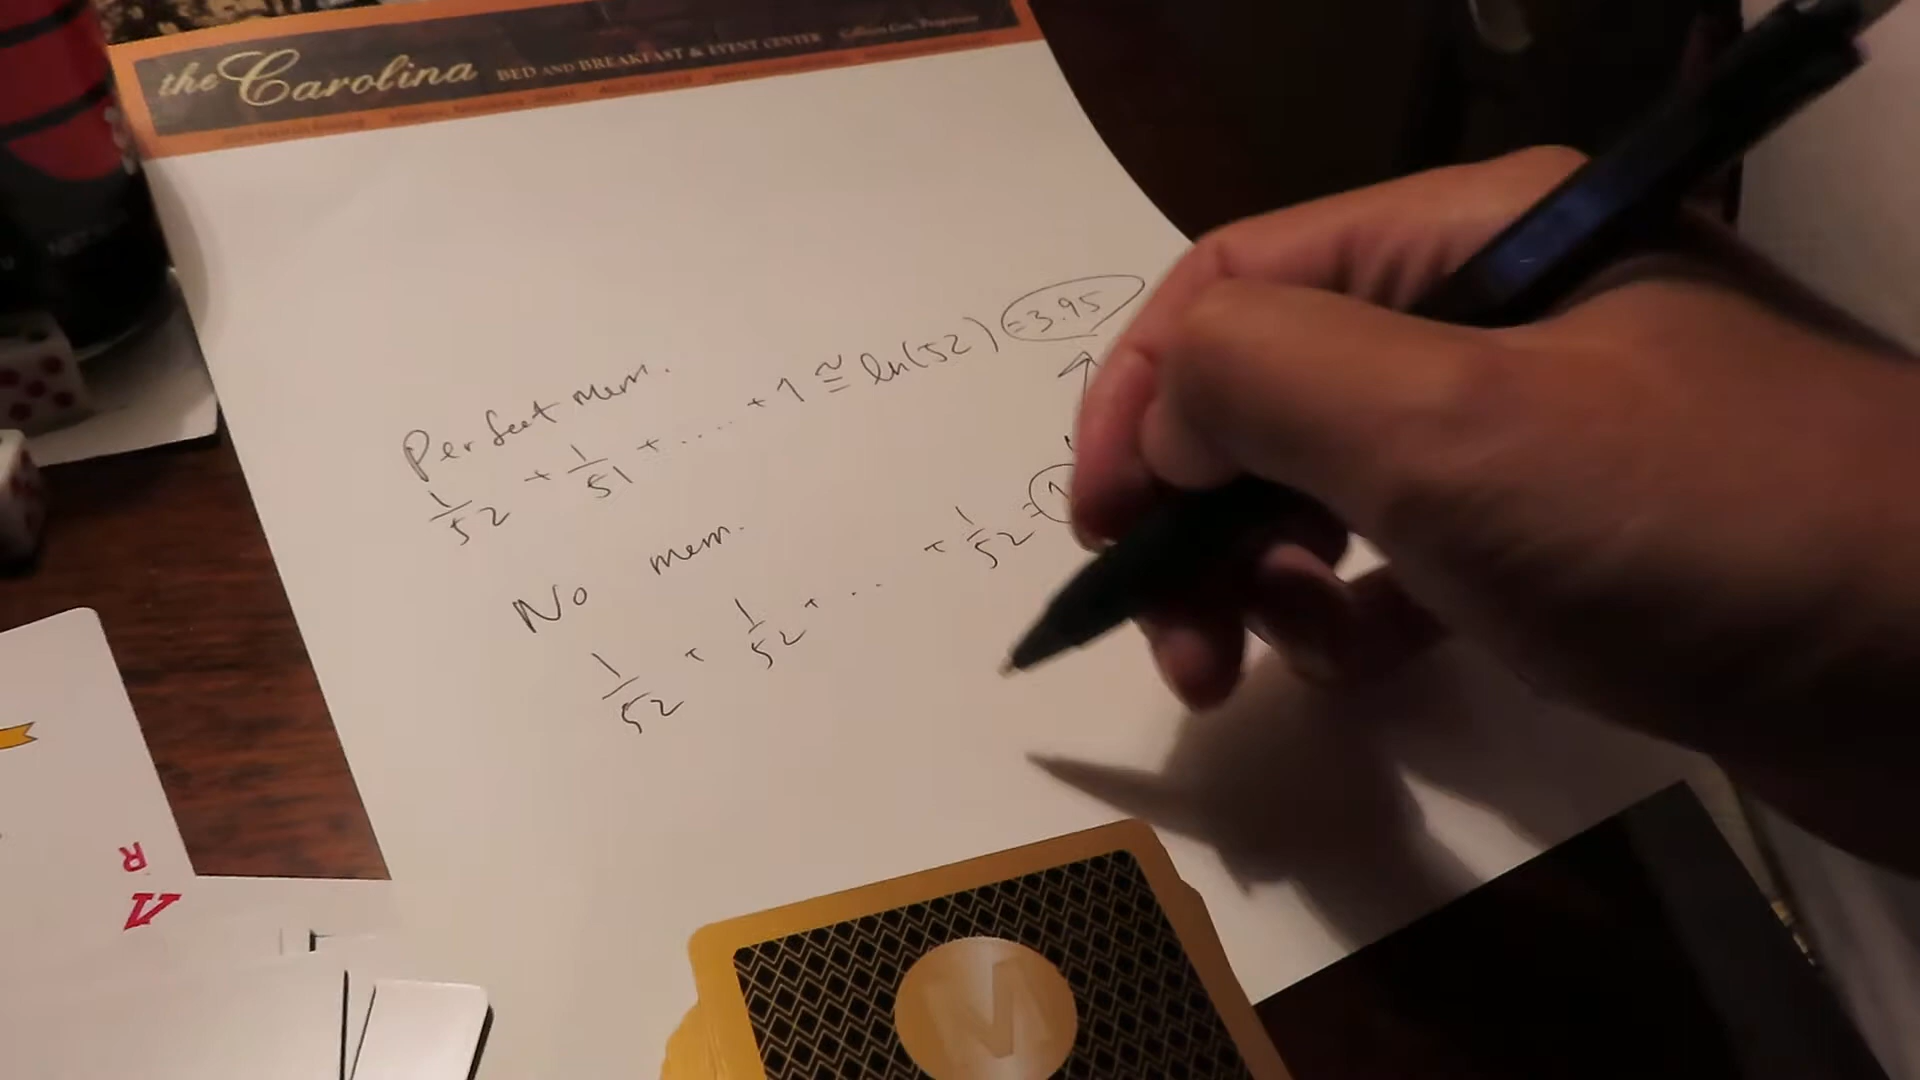 the Carolina BED AND BREAKFAST & EVENT CENTER
Perfect mem.
1/52 + 1/51 + ..... + 1 ≅ ln(52) = 3.95
No mem.
1/52 + 1/52 + ... + 1/52 = 1
A
R
M